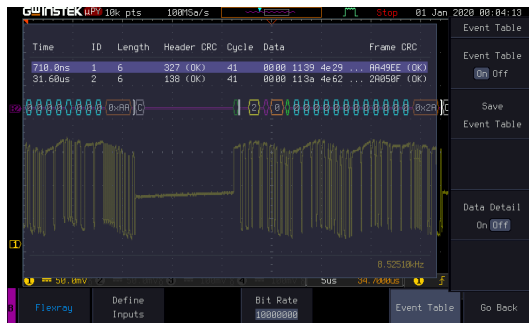 GWINSTEK 10k pts 100MSa/s Stop 01 Jan 2020 00:04:13
Event Table
Time ID Length Header CRC Cycle Data Frame CRC
710.0ns 1 6 327 (OK) 41 0000 1139 4e29 ... AA49EE (OK)
31.60us 2 6 138 (OK) 41 0000 113a 4e62 ... 2A050F (OK)
Event Table
On Off
Save
Event Table
0xAA C 2 0 0x2A
Data Detail
On Off
8.52510kHz
1 50.0mV 5us 34.7000us 1
Flexray
Define
Inputs
Bit Rate
10000000
Event Table
Go Back